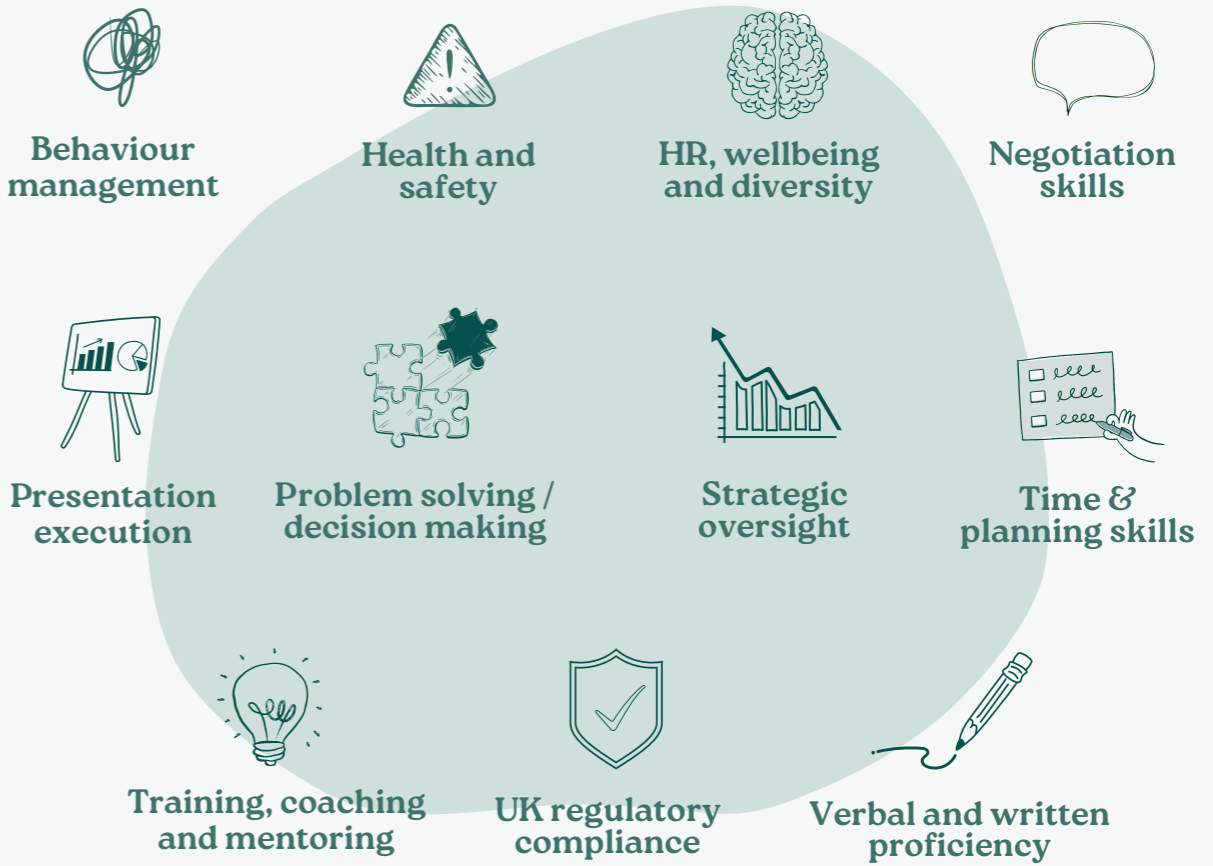 Behaviour
management
Health and
safety
HR, wellbeing
and diversity
Negotiation
skills
Presentation
execution
Problem solving /
decision making
Strategic
oversight
Time &
planning skills
Training, coaching
and mentoring
UK regulatory
compliance
Verbal and written
proficiency